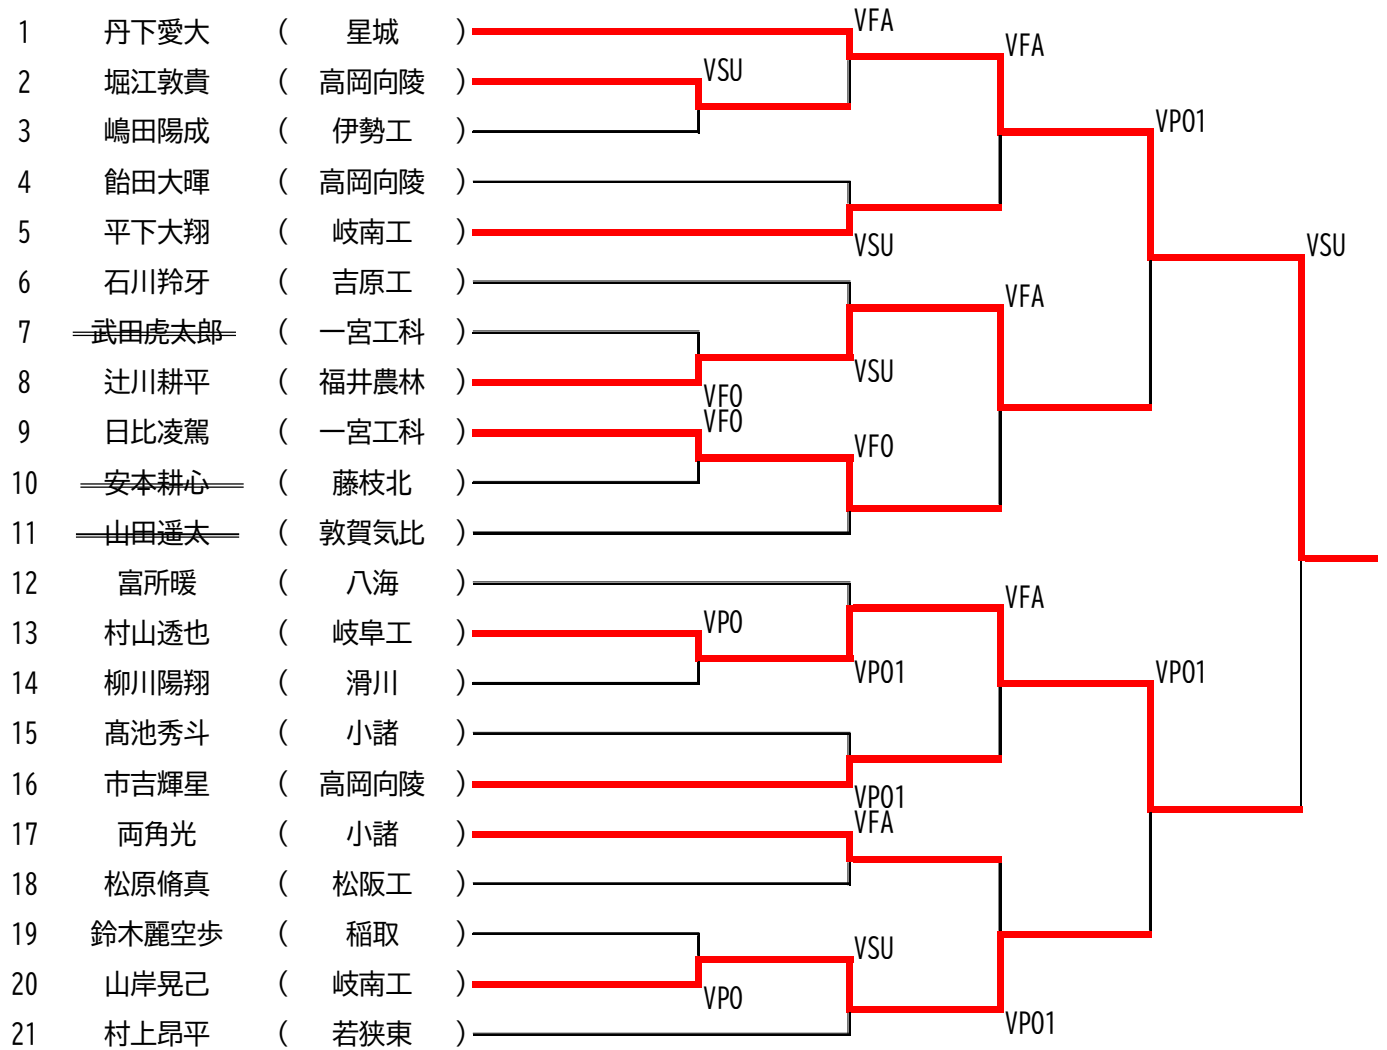 1 丹下愛大 ( 星城 ) VFA
VFA
2 堀江敦貴 ( 高岡向陵 ) VSU
3 嶋田陽成 ( 伊勢工 ) VPO1
4 飴田大暉 ( 高岡向陵 )
5 平下大翔 ( 岐南工 ) VSU VSU
6 石川羚牙 ( 吉原工 ) VFA
7 武田虎太郎 ( 一宮工科 )
8 辻川耕平 ( 福井農林 ) VSU
VFO
9 日比凌駕 ( 一宮工科 ) VFO
VFO
10 安本耕心 ( 藤枝北 )
11 山田遥太 ( 敦賀気比 )
12 富所暖 ( 八海 ) VFA
13 村山透也 ( 岐阜工 ) VPO
14 柳川陽翔 ( 滑川 ) VPO1 VPO1
15 髙池秀斗 ( 小諸 )
16 市吉輝星 ( 高岡向陵 ) VPO1
17 両角光 ( 小諸 ) VFA
18 松原脩真 ( 松阪工 )
19 鈴木麗空歩 ( 稲取 ) VSU
20 山岸晃己 ( 岐南工 ) VPO
21 村上昂平 ( 若狭東 ) VPO1